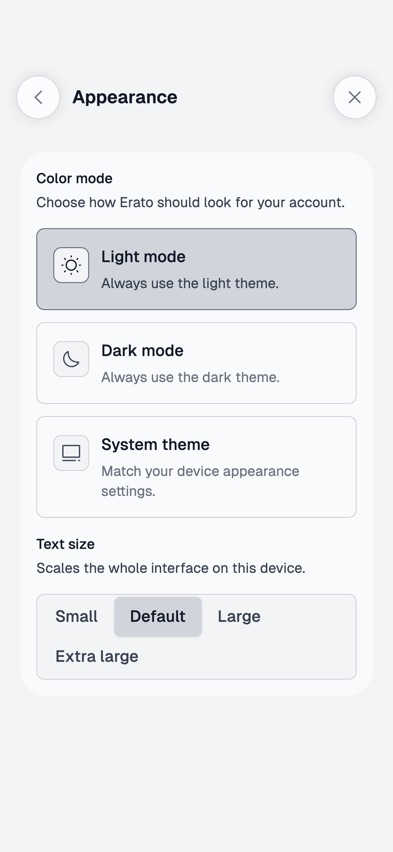 Appearance
Color mode
Choose how Erato should look for your account.
Light mode
Always use the light theme.
Dark mode
Always use the dark theme.
System theme
Match your device appearance
settings.
Text size
Scales the whole interface on this device.
Small Default Large
Extra large